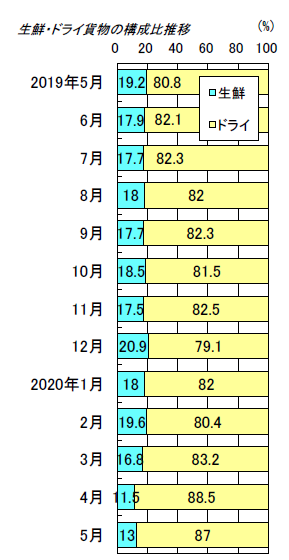 生鮮・ドライ貨物の構成比推移 (%)
0 20 40 60 80 100
2019年5月 19.2 80.8
生鮮
6月 17.9 82.1
ドライ
7月 17.7 82.3
8月 18 82
9月 17.7 82.3
10月 18.5 81.5
11月 17.5 82.5
12月 20.9 79.1
2020年1月 18 82
2月 19.6 80.4
3月 16.8 83.2
4月 11.5 88.5
5月 13 87